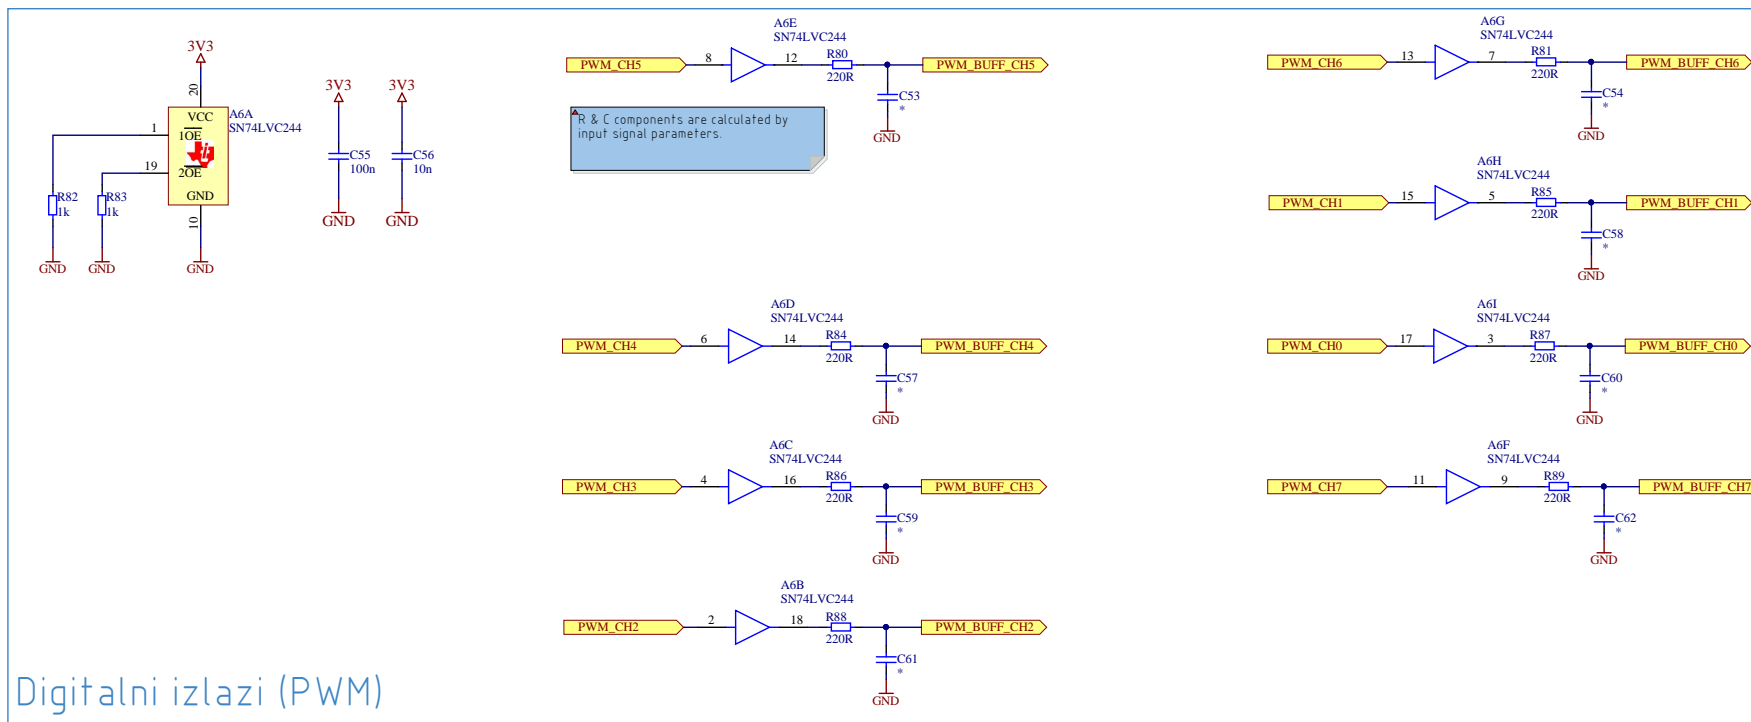 3V3
20
VCC
A6A
SN74LVC244
1
1OE
19
2OE
GND
10
R82
1k
R83
1k
GND
GND
GND
3V3
C55
100n
GND
3V3
C56
10n
GND
A6E
SN74LVC244
PWM_CH5
8
12
R80
220R
PWM_BUFF_CH5
C53
*
GND
R & C components are calculated by
input signal parameters.
A6D
SN74LVC244
PWM_CH4
6
14
R84
220R
PWM_BUFF_CH4
C57
*
GND
A6C
SN74LVC244
PWM_CH3
4
16
R86
220R
PWM_BUFF_CH3
C59
*
GND
A6B
SN74LVC244
PWM_CH2
2
18
R88
220R
PWM_BUFF_CH2
C61
*
GND
A6G
SN74LVC244
PWM_CH6
13
7
R81
220R
PWM_BUFF_CH6
C54
*
GND
A6H
SN74LVC244
PWM_CH1
15
5
R85
220R
PWM_BUFF_CH1
C58
*
GND
A6I
SN74LVC244
PWM_CH0
17
3
R87
220R
PWM_BUFF_CH0
C60
*
GND
A6F
SN74LVC244
PWM_CH7
11
9
R89
220R
PWM_BUFF_CH7
C62
*
GND
Digitalni izlazi (PWM)